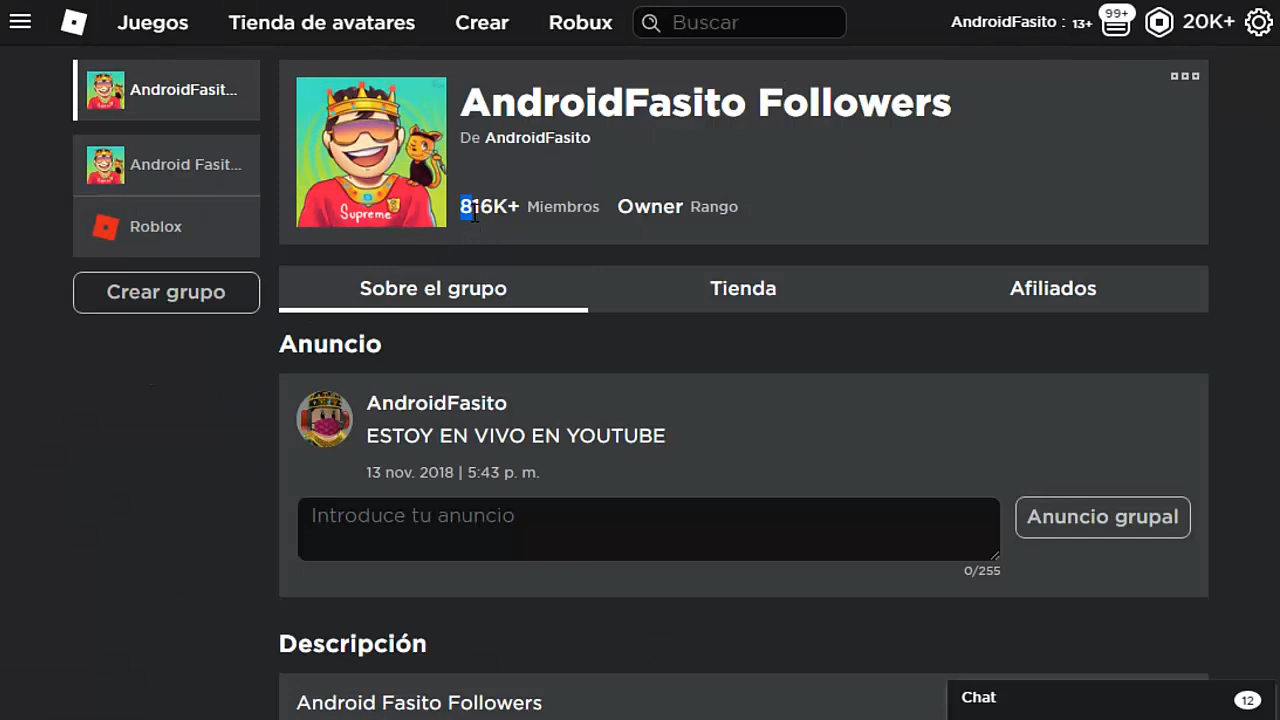 Juegos
Tienda de avatares
Crear
Robux
Buscar
AndroidFasito : 13+
99+
20K+
AndroidFasit...
Android Fasit...
Roblox
Crear grupo
Supreme
AndroidFasito Followers
De AndroidFasito
816K+ Miembros
Owner Rango
Sobre el grupo
Tienda
Afiliados
Anuncio
AndroidFasito
ESTOY EN VIVO EN YOUTUBE
13 nov. 2018 | 5:43 p. m.
Introduce tu anuncio
Anuncio grupal
0/255
Descripción
Android Fasito Followers
Chat
12